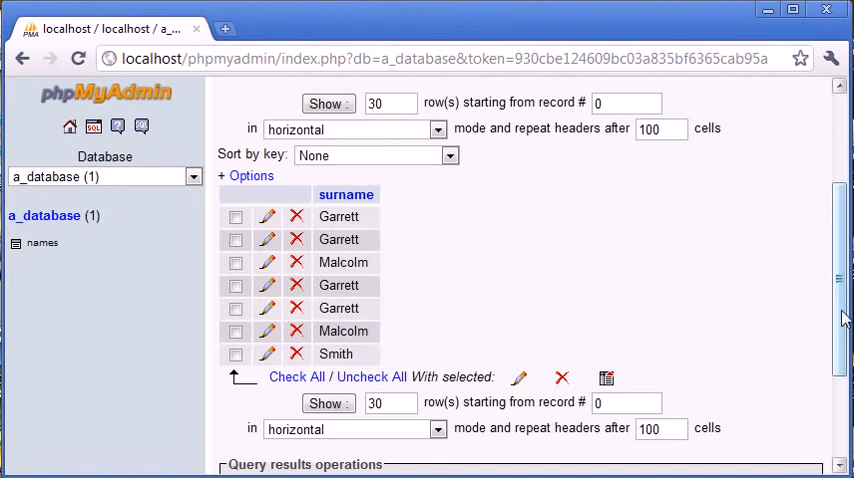 localhost / localhost / a_...
localhost/phpmyadmin/index.php?db=a_database&token=930cbe124609bc03a835bf6365cab95a
phpMyAdmin
Database
a_database (1)
a_database (1)
names
Show : 30 row(s) starting from record # 0
in horizontal mode and repeat headers after 100 cells
Sort by key: None
+ Options
surname
Garrett
Garrett
Malcolm
Garrett
Garrett
Malcolm
Smith
Check All / Uncheck All With selected:
Show : 30 row(s) starting from record # 0
in horizontal mode and repeat headers after 100 cells
Query results operations